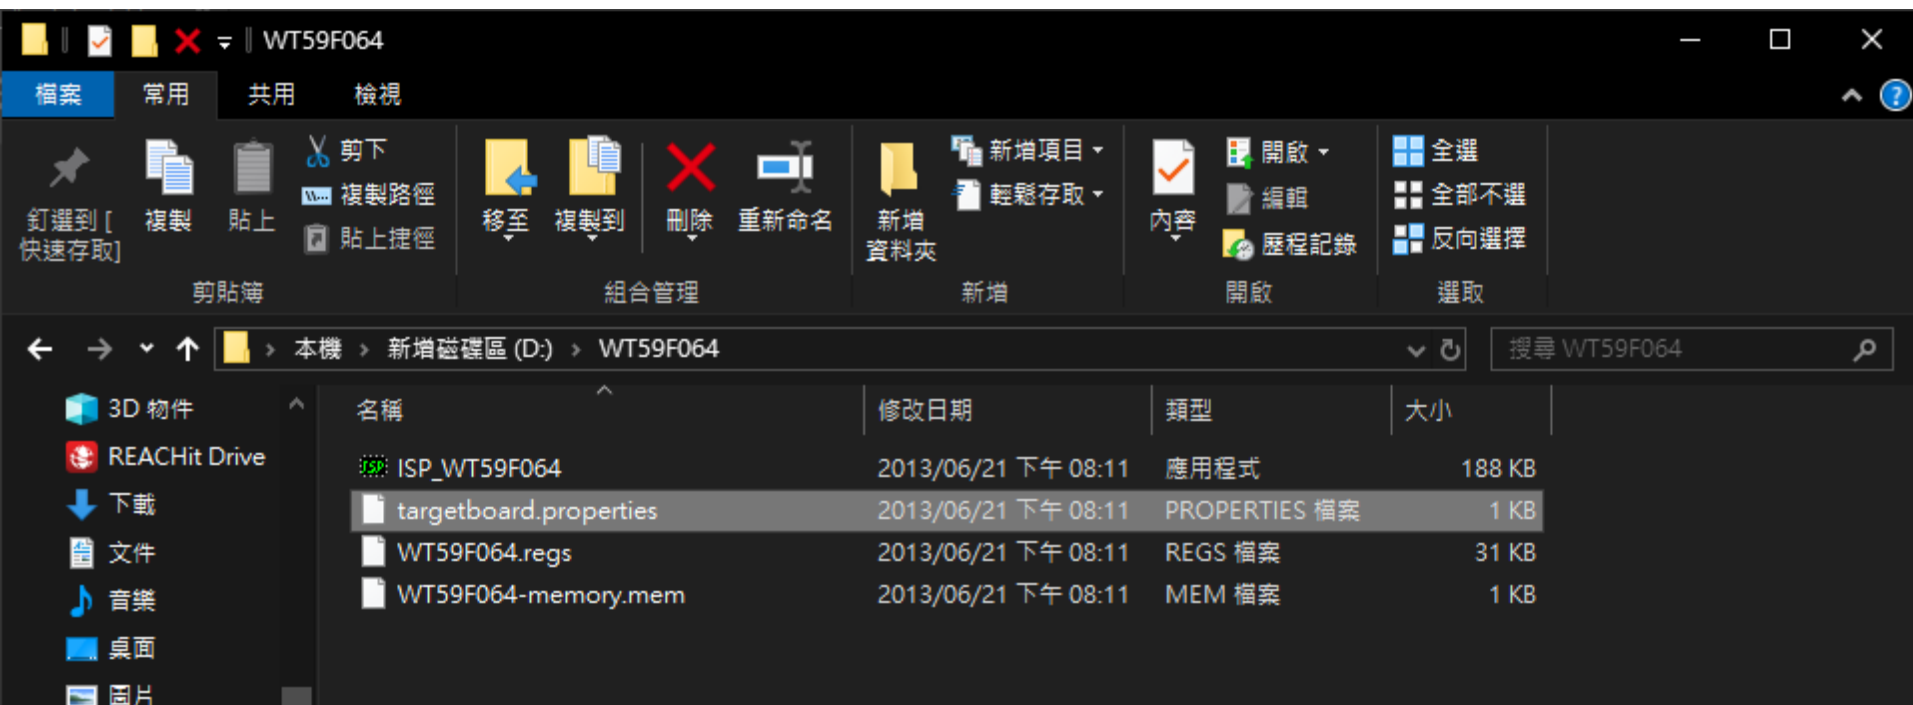 WT59F064
檔案 常用 共用 檢視
釘選到 [
快速存取]
複製
貼上
剪下
複製路徑
貼上捷徑
剪貼簿
移至
複製到
刪除
重新命名
組合管理
新增
資料夾
新增項目
輕鬆存取
新增
內容
開啟
編輯
歷程記錄
開啟
全選
全部不選
反向選擇
選取
本機 › 新增磁碟區 (D:) › WT59F064
搜尋 WT59F064
3D 物件
REACHit Drive
下載
文件
音樂
桌面
圖片
名稱 修改日期 類型 大小
ISP ISP_WT59F064 2013/06/21 下午 08:11 應用程式 188 KB
targetboard.properties 2013/06/21 下午 08:11 PROPERTIES 檔案 1 KB
WT59F064.regs 2013/06/21 下午 08:11 REGS 檔案 31 KB
WT59F064-memory.mem 2013/06/21 下午 08:11 MEM 檔案 1 KB